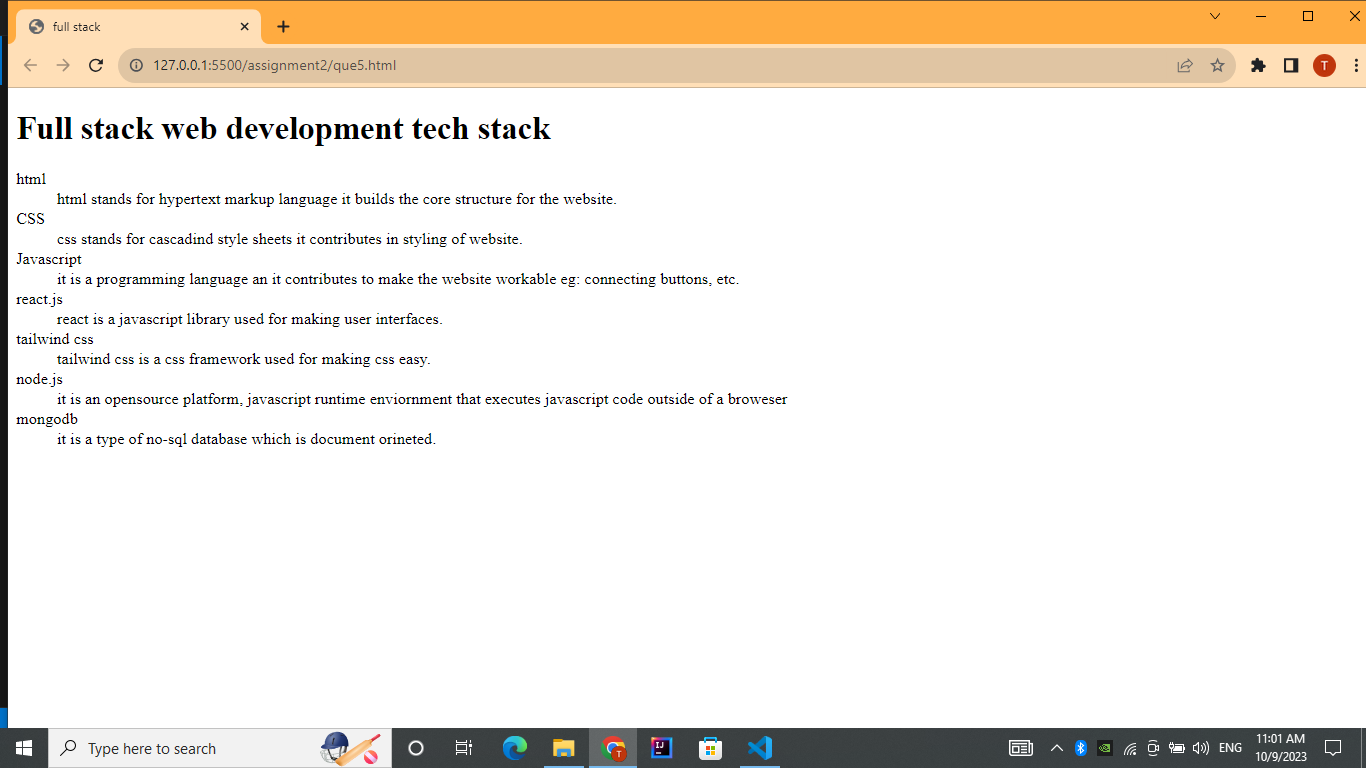 full stack
127.0.0.1:5500/assignment2/que5.html
T
Full stack web development tech stack
html
html stands for hypertext markup language it builds the core structure for the website.
CSS
css stands for cascadind style sheets it contributes in styling of website.
Javascript
it is a programming language an it contributes to make the website workable eg: connecting buttons, etc.
react.js
react is a javascript library used for making user interfaces.
tailwind css
tailwind css is a css framework used for making css easy.
node.js
it is an opensource platform, javascript runtime enviornment that executes javascript code outside of a broweser
mongodb
it is a type of no-sql database which is document orineted.
Type here to search
T
IJ
ENG
11:01 AM
10/9/2023